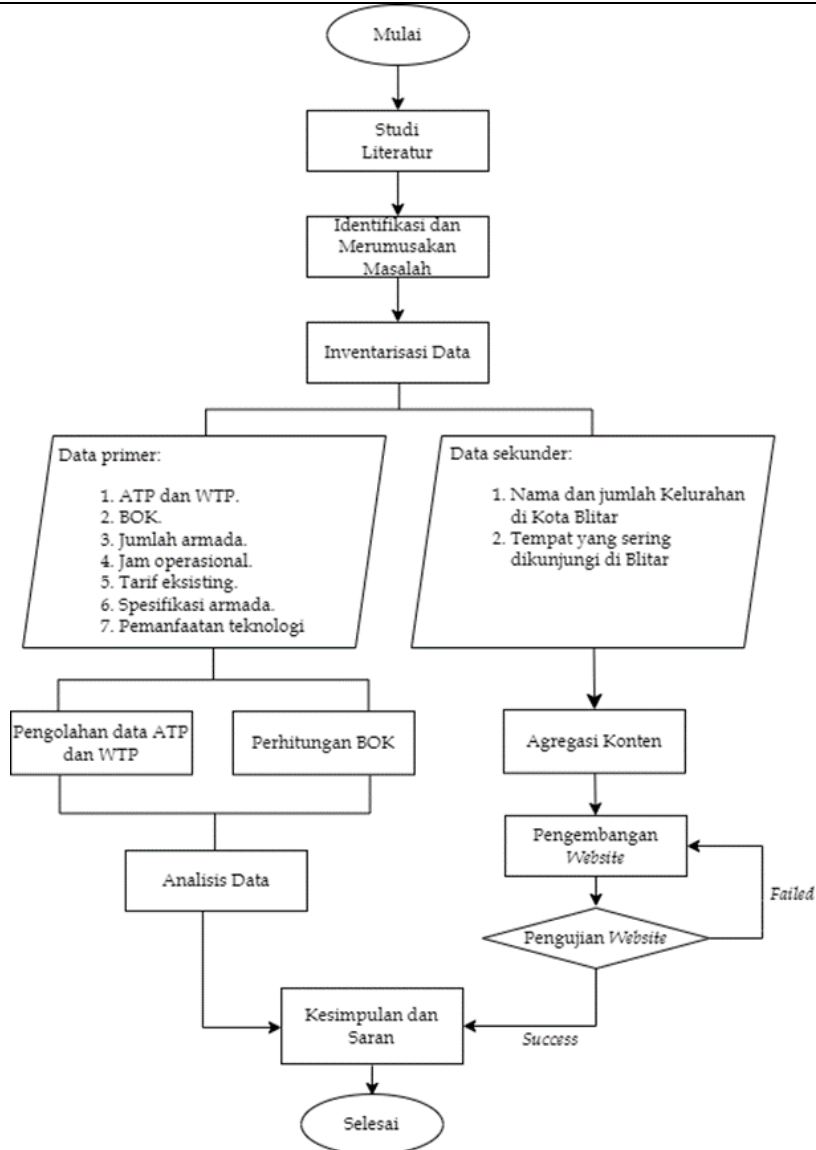 Mulai
Studi
Literatur
Identifikasi dan
Merumusakan
Masalah
Inventarisasi Data
Data primer:
1. ATP dan WTP.
2. BOK.
3. Jumlah armada.
4. Jam operasional.
5. Tarif eksisting.
6. Spesifikasi armada.
7. Pemanfaatan teknologi
Data sekunder:
1. Nama dan jumlah Kelurahan
di Kota Blitar
2. Tempat yang sering
dikunjungi di Blitar
Pengolahan data ATP
dan WTP
Perhitungan BOK
Agregasi Konten
Pengembangan
Website
Analisis Data
Failed
Pengujian Website
Kesimpulan dan
Saran
Success
Selesai